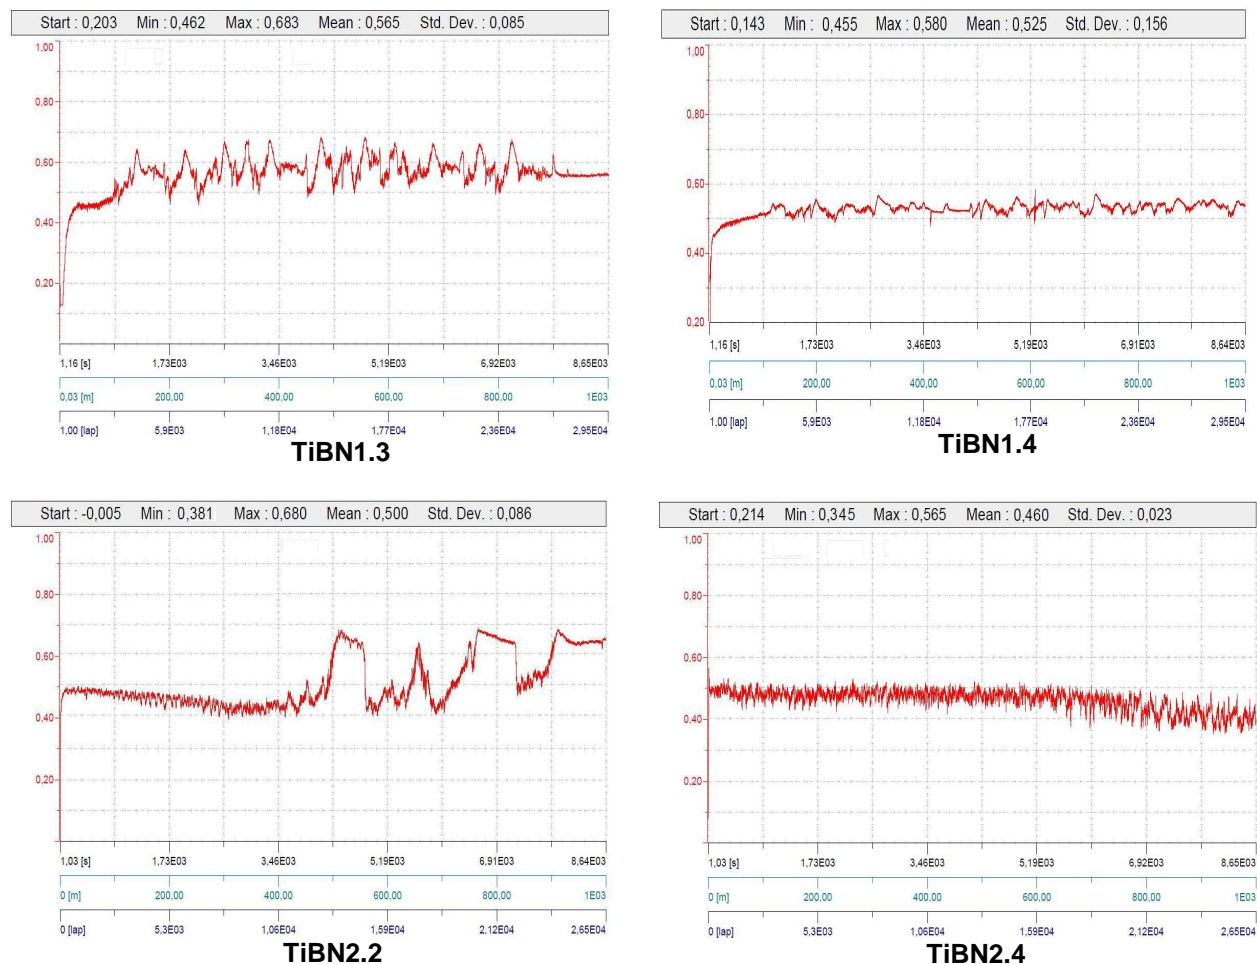 Start : 0,203 Min : 0,462 Max : 0,683 Mean : 0,565 Std. Dev. : 0,085
1.00
0.80
0.60
0.40
0.20
1,16 [s] 1,73E03 3,46E03 5,19E03 6,92E03 8,65E03
0,03 [m] 200,00 400,00 600,00 800,00 1E03
1,00 [lap] 5,9E03 1,18E04 1,77E04 2,36E04 2,95E04
TiBN1.3
Start : 0,143 Min : 0,455 Max : 0,580 Mean : 0,525 Std. Dev. : 0,156
1,00
0,80
0,60
0,40
0,20
1,16 [s] 1,73E03 3,46E03 5,19E03 6,91E03 8,64E03
0,03 [m] 200,00 400,00 600,00 800,00 1E03
1,00 [lap] 5,9E03 1,18E04 1,77E04 2,36E04 2,95E04
TiBN1.4
Start : -0,005 Min : 0,381 Max : 0,680 Mean : 0,500 Std. Dev. : 0,086
1.00
0,80
0,60
0,40
0,20
1,03 [s] 1,73E03 3,46E03 5,19E03 6,91E03 8,64E03
0 [m] 200,00 400,00 600,00 800,00 1E03
0 [lap] 5,3E03 1,06E04 1,59E04 2,12E04 2,65E04
TiBN2.2
Start : 0,214 Min : 0,345 Max : 0,565 Mean : 0,460 Std. Dev. : 0,023
1.00
0,80
0,60
0,40
0,20
1,03 [s] 1,73E03 3,46E03 5,19E03 6,92E03 8,65E03
0 [m] 200,00 400,00 600,00 800,00 1E03
0 [lap] 5,3E03 1,06E04 1,59E04 2,12E04 2,65E04
TiBN2.4